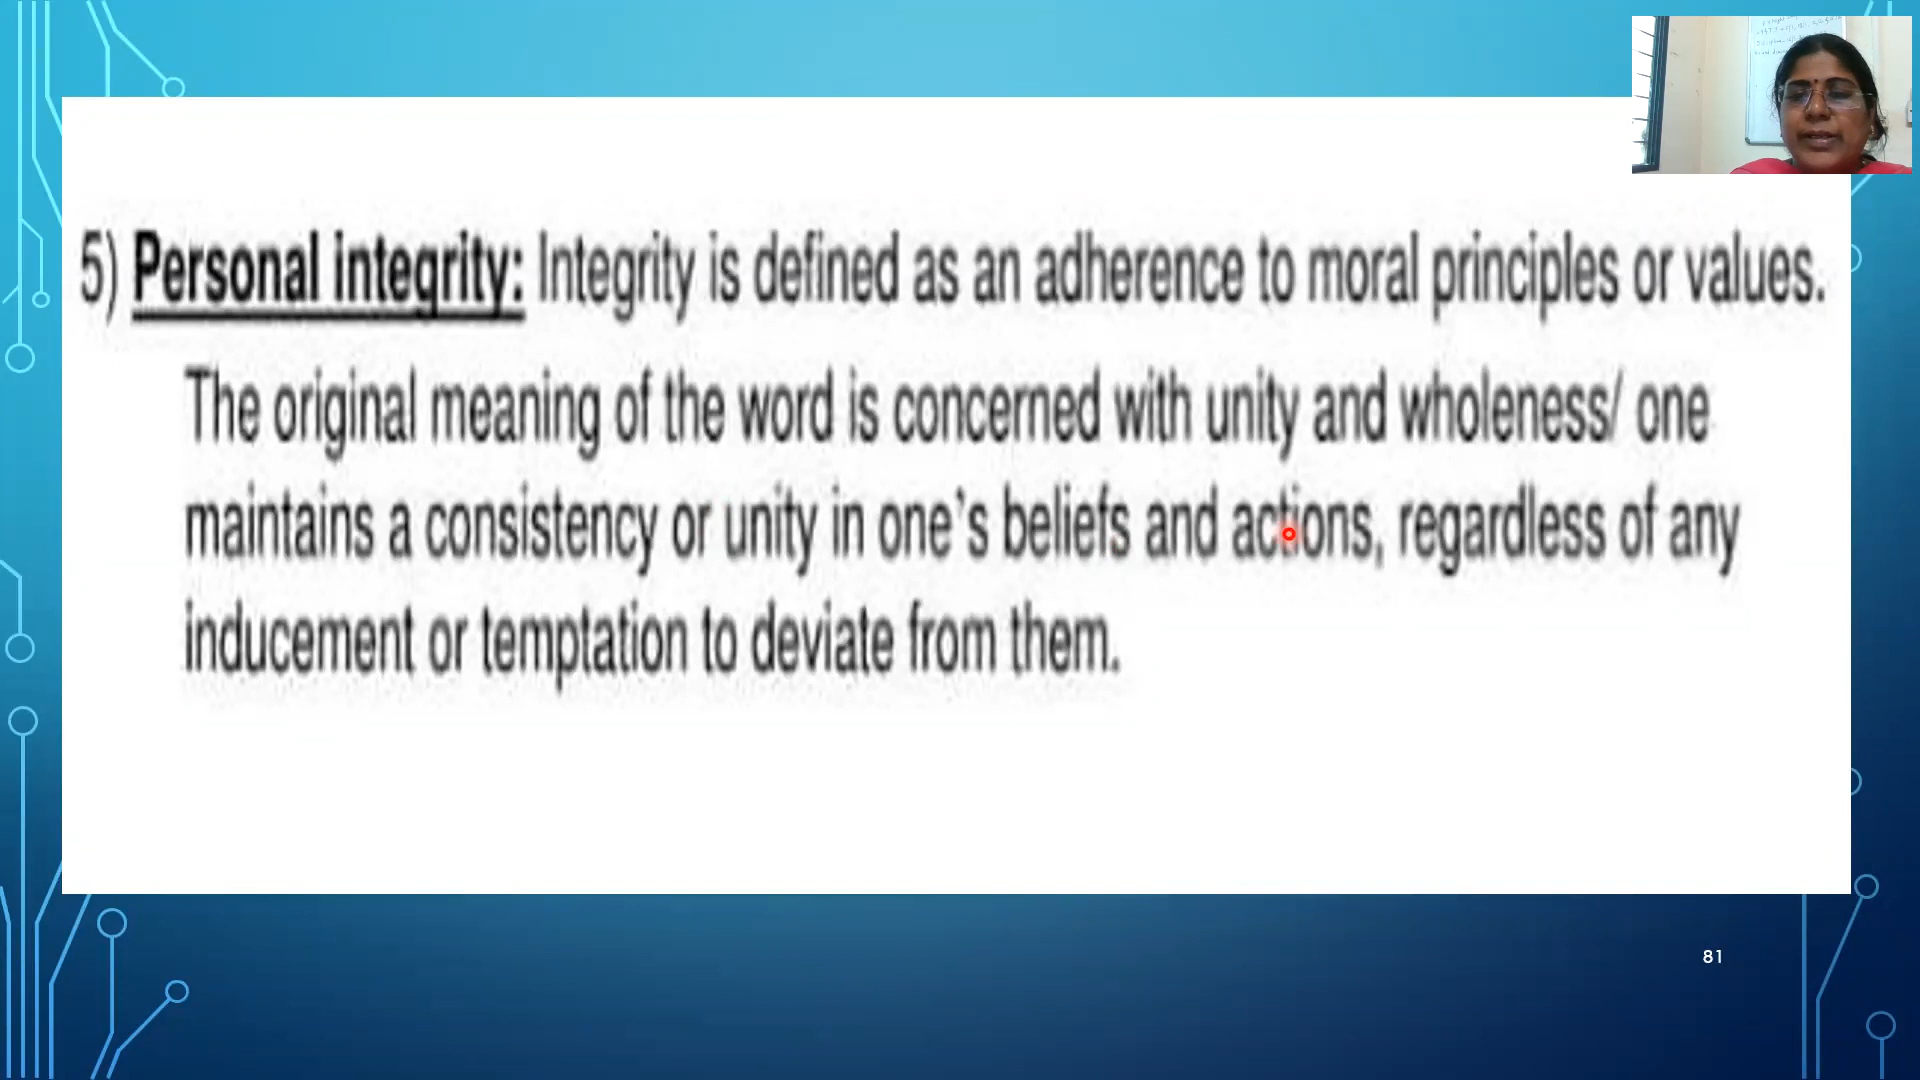 5) Personal integrity: Integrity is defined as an adherence to moral principles or values.
The original meaning of the word is concerned with unity and wholeness/ one
maintains a consistency or unity in one's beliefs and actions, regardless of any
inducement or temptation to deviate from them.
81